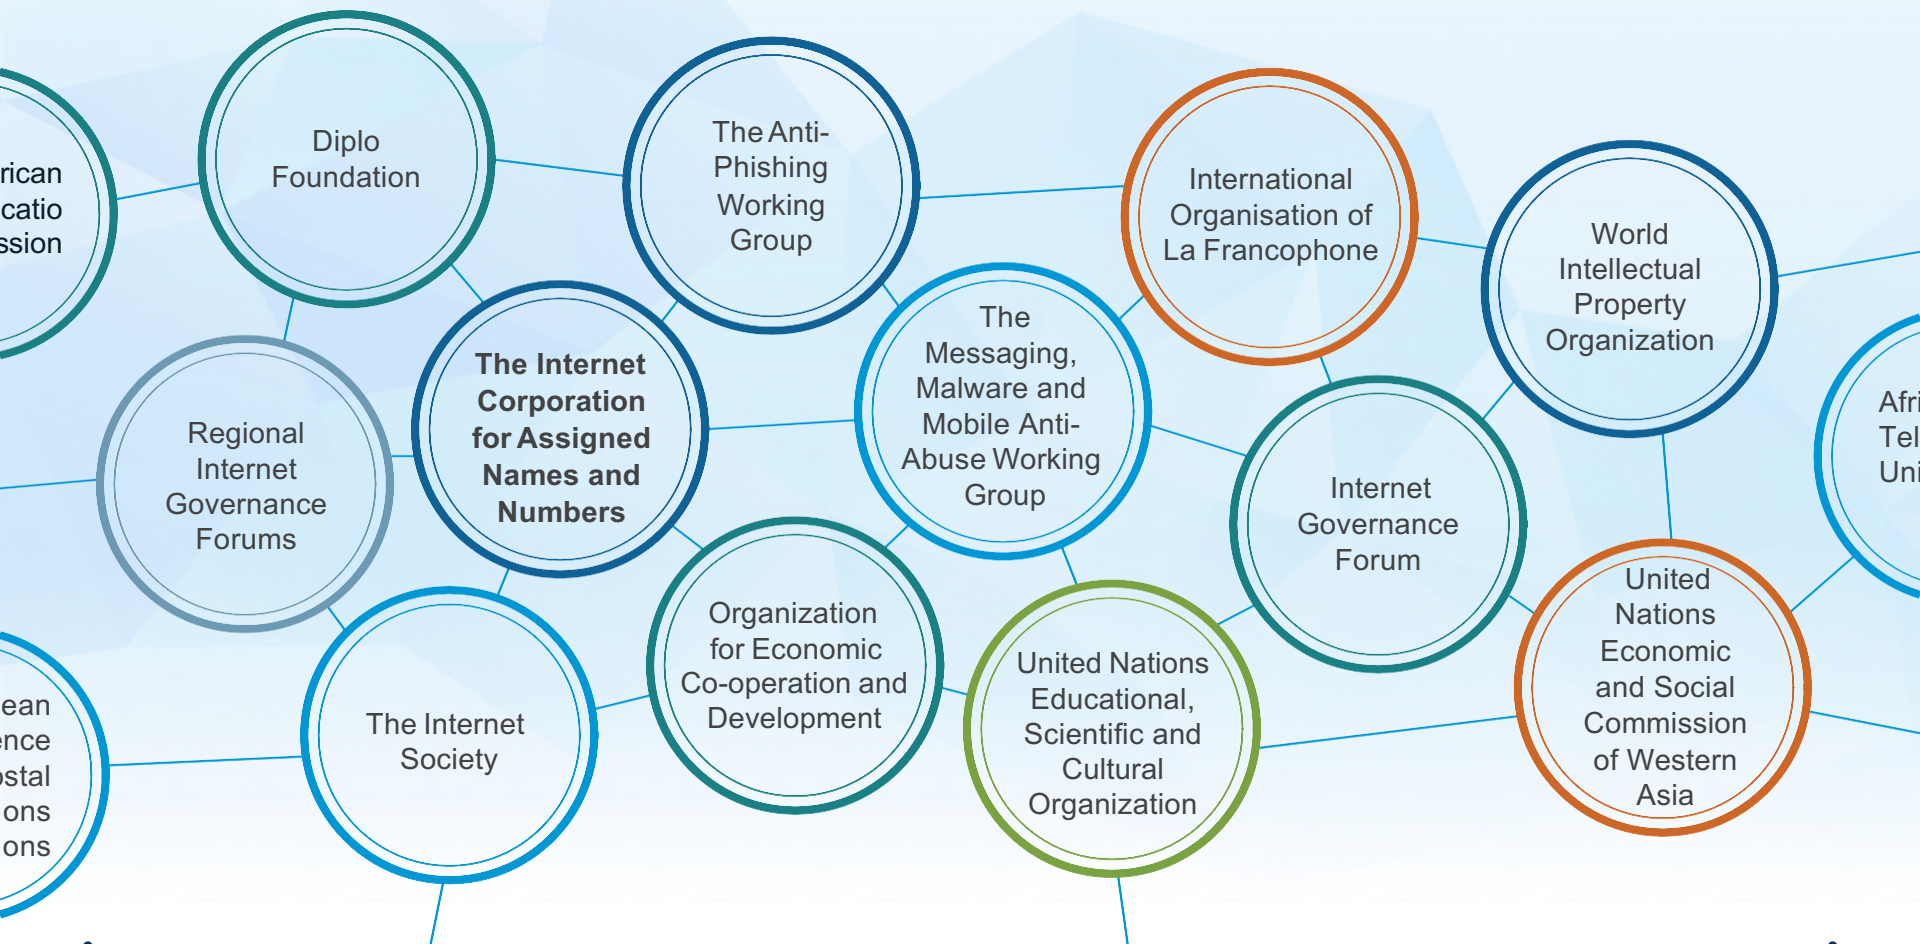 rican
catio
ssion
Diplo
Foundation
The Anti-
Phishing
Working
Group
International
Organisation of
La Francophone
World
Intellectual
Property
Organization
Regional
Internet
Governance
Forums
The Internet
Corporation
for Assigned
Names and
Numbers
The
Messaging,
Malware and
Mobile Anti-
Abuse Working
Group
Internet
Governance
Forum
Afri
Tel
Uni
ean
ence
ostal
ons
ons
The Internet
Society
Organization
for Economic
Co-operation and
Development
United Nations
Educational,
Scientific and
Cultural
Organization
United
Nations
Economic
and Social
Commission
of Western
Asia